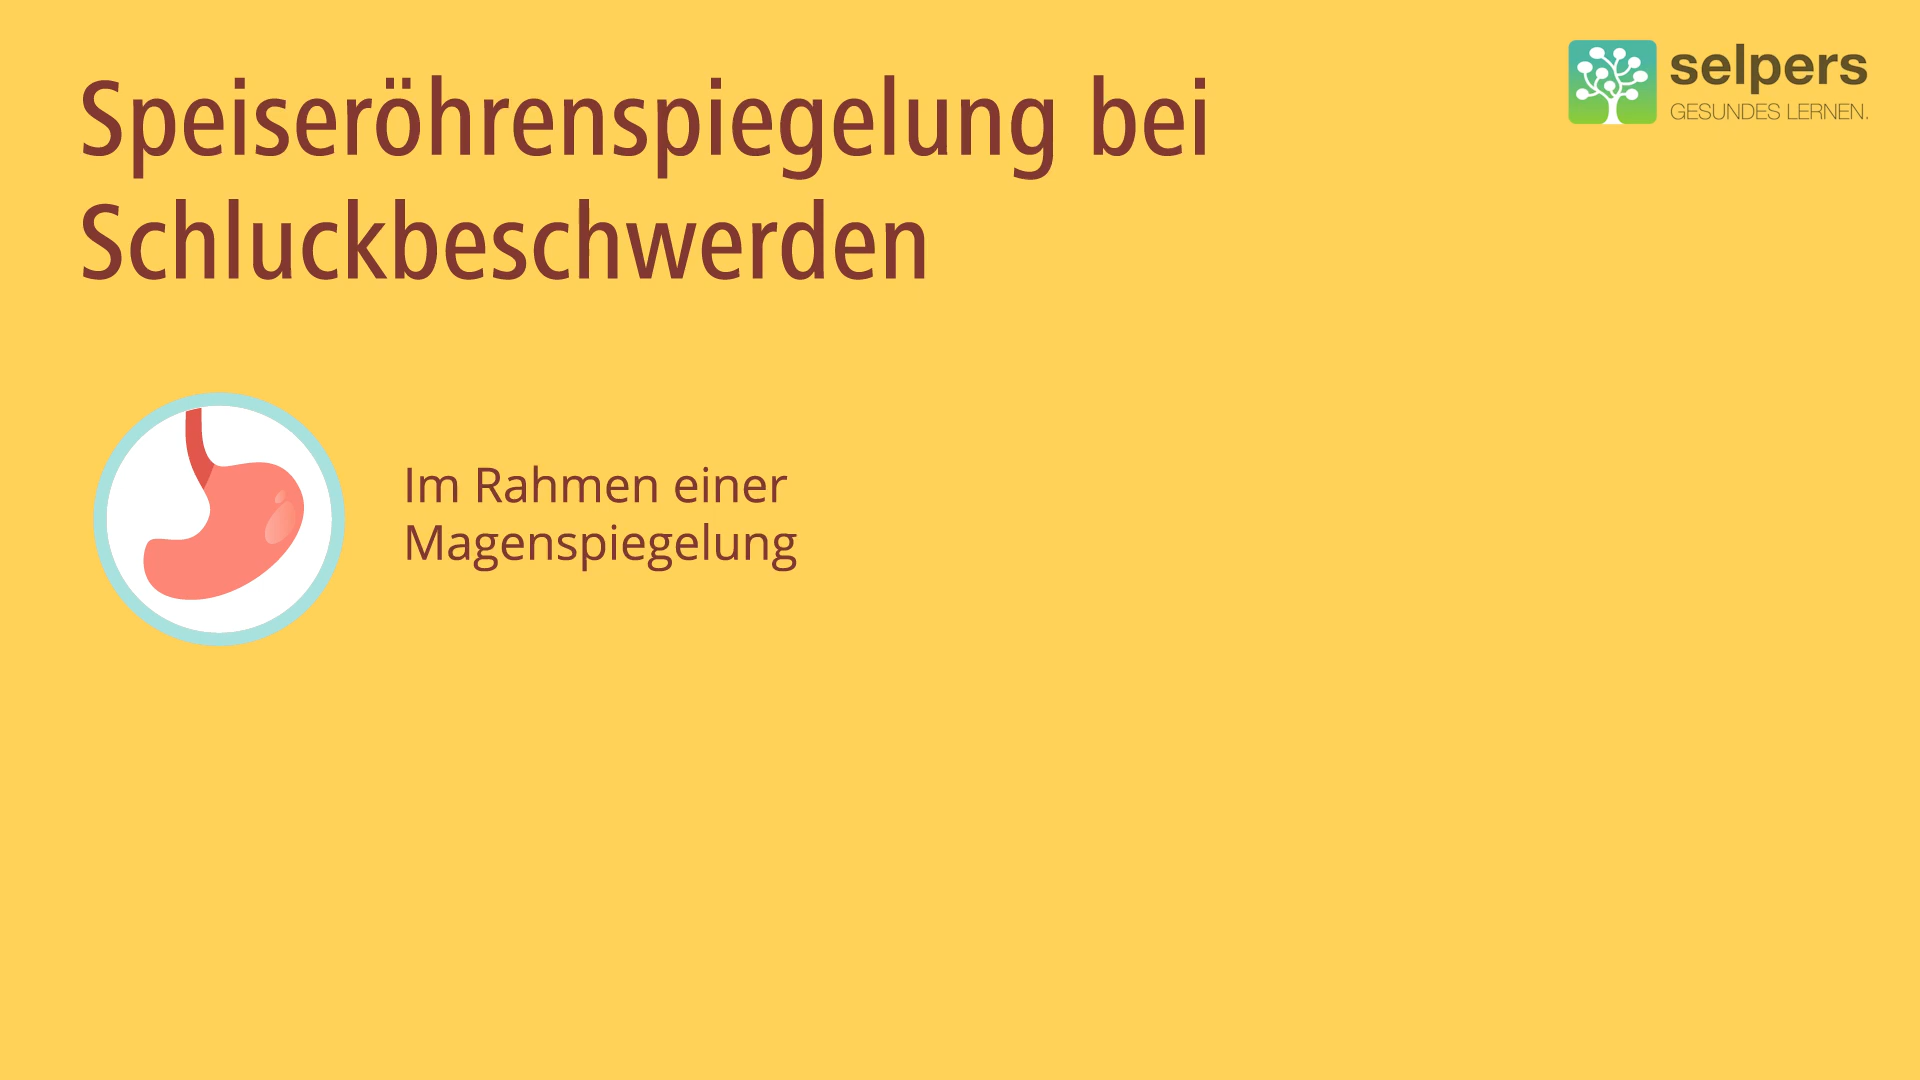 Speiseröhrenspiegelung bei
Schluckbeschwerden
selpers
GESUNDES LERNEN.
Im Rahmen einer
Magenspiegelung